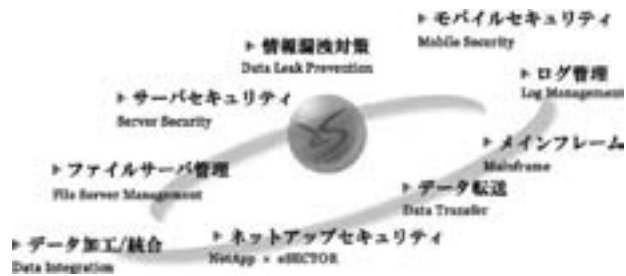 ▶ モバイルセキュリティ
Mobile Security
▶ 情報漏洩対策
Data Leak Prevention
▶ ログ管理
Log Management
▶ サーバセキュリティ
Server Security
▶ メインフレーム
Mainframe
▶ ファイルサーバ管理
File Server Management
▶ データ転送
Data Transfer
▶ ネットアップセキュリティ
NetApp × eSECTOR
▶ データ加工/統合
Data Integration